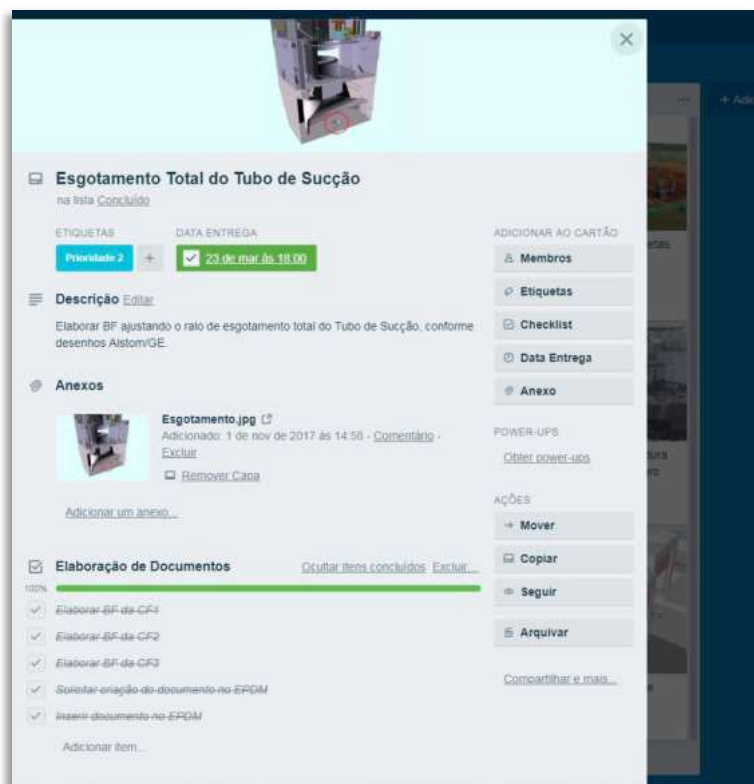 + Adic
Esgotamento Total do Tubo de Sucção
na lista Concluído
ETIQUETAS
DATA ENTREGA
Prioridade 2
+
23 de mar às 18:00
Descrição Editar
Elaborar BF ajustando o ralo de esgotamento total do Tubo de Sucção, conforme
desenhos Alstom/GE.
Anexos
Esgotamento.jpg
Adicionado: 1 de nov de 2017 às 14:56 - Comentário -
Excluir
Remover Capa
Adicionar um anexo...
Elaboração de Documentos
Ocultar itens concluídos Excluir...
100%
Elaborar BF da CF1
Elaborar BF da CF2
Elaborar BF da CF3
Solicitar criação do documento no EPDM
Inserir documento no EPDM
Adicionar item...
ADICIONAR AO CARTÃO
Membros
Etiquetas
Checklist
Data Entrega
Anexo
POWER-UPS
Obter power-ups
AÇÕES
Mover
Copiar
Seguir
Arquivar
Compartilhar e mais...
etas
tura
ro